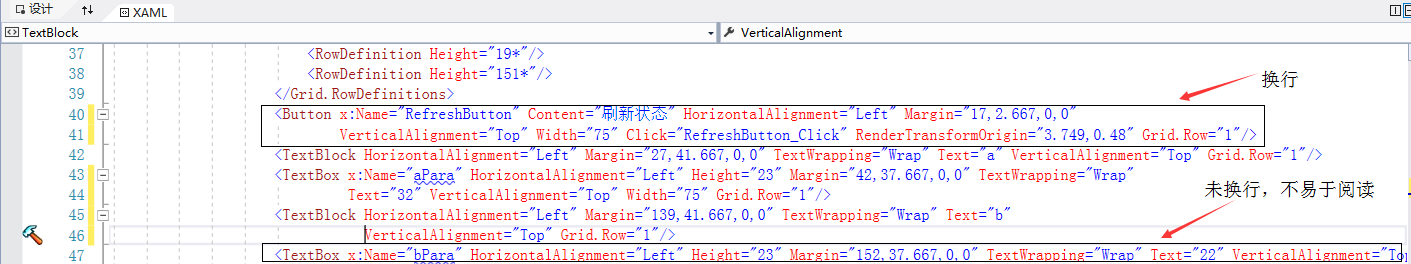 设计
XAML
TextBlock
VerticalAlignment
37 <RowDefinition Height="19*"/>
38 <RowDefinition Height="151*"/>
39 </Grid.RowDefinitions>
换行
40 <Button x:Name="RefreshButton" Content="刷新状态" HorizontalAlignment="Left" Margin="17,2.667,0,0"
41 VerticalAlignment="Top" Width="75" Click="RefreshButton_Click" RenderTransformOrigin="3.749,0.48" Grid.Row="1"/>
42 <TextBlock HorizontalAlignment="Left" Margin="27,41.667,0,0" TextWrapping="Wrap" Text="a" VerticalAlignment="Top" Grid.Row="1"/>
43 <TextBox x:Name="aPara" HorizontalAlignment="Left" Height="23" Margin="42,37.667,0,0" TextWrapping="Wrap"
44 Text="32" VerticalAlignment="Top" Width="75" Grid.Row="1"/>
未换行，不易于阅读
45 <TextBlock HorizontalAlignment="Left" Margin="139,41.667,0,0" TextWrapping="Wrap" Text="b"
46 VerticalAlignment="Top" Grid.Row="1"/>
47 <TextBox x:Name="bPara" HorizontalAlignment="Left" Height="23" Margin="152,37.667,0,0" TextWrapping="Wrap" Text="22" VerticalAlignment="Top